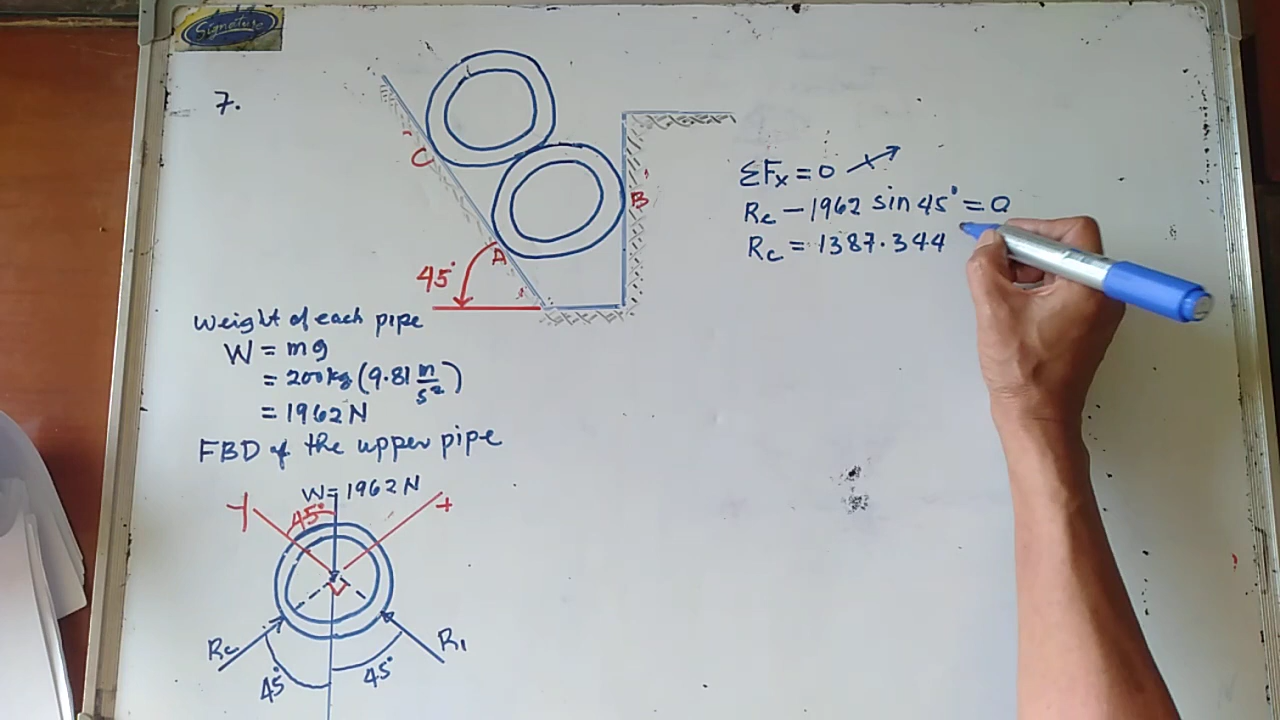 Signature
7.
C
B
A
45°
ΣFx = 0
Rc - 1962 sin 45° = 0
Rc = 1387.344
Weight of each pipe
W = mg
= 200kg (9.81 m/s²)
= 1962 N
FBD of the upper pipe
W = 1962 N
Y
45°
x
Rc
R1
45°
45°